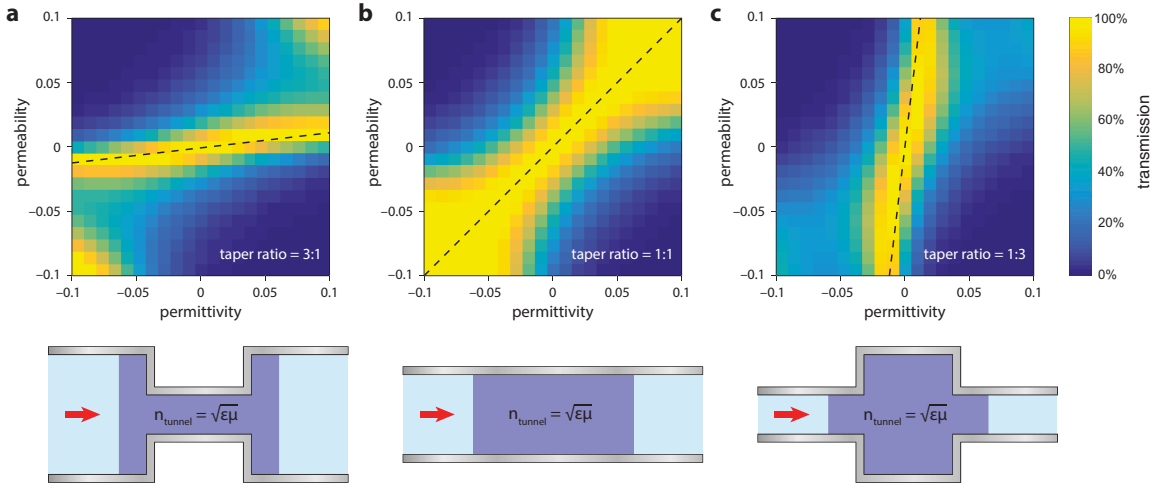 a
0.1
0.05
0
−0.05
−0.1
permeability
taper ratio = 3:1
−0.1
−0.05
0
0.05
0.1
permittivity
b
0.1
0.05
0
−0.05
−0.1
permeability
taper ratio = 1:1
−0.1
−0.05
0
0.05
0.1
permittivity
c
0.1
0.05
0
−0.05
−0.1
permeability
taper ratio = 1:3
−0.1
−0.05
0
0.05
0.1
permittivity
100%
80%
60%
40%
20%
0%
transmission
n_tunnel = √εμ
n_tunnel = √εμ
n_tunnel = √εμ